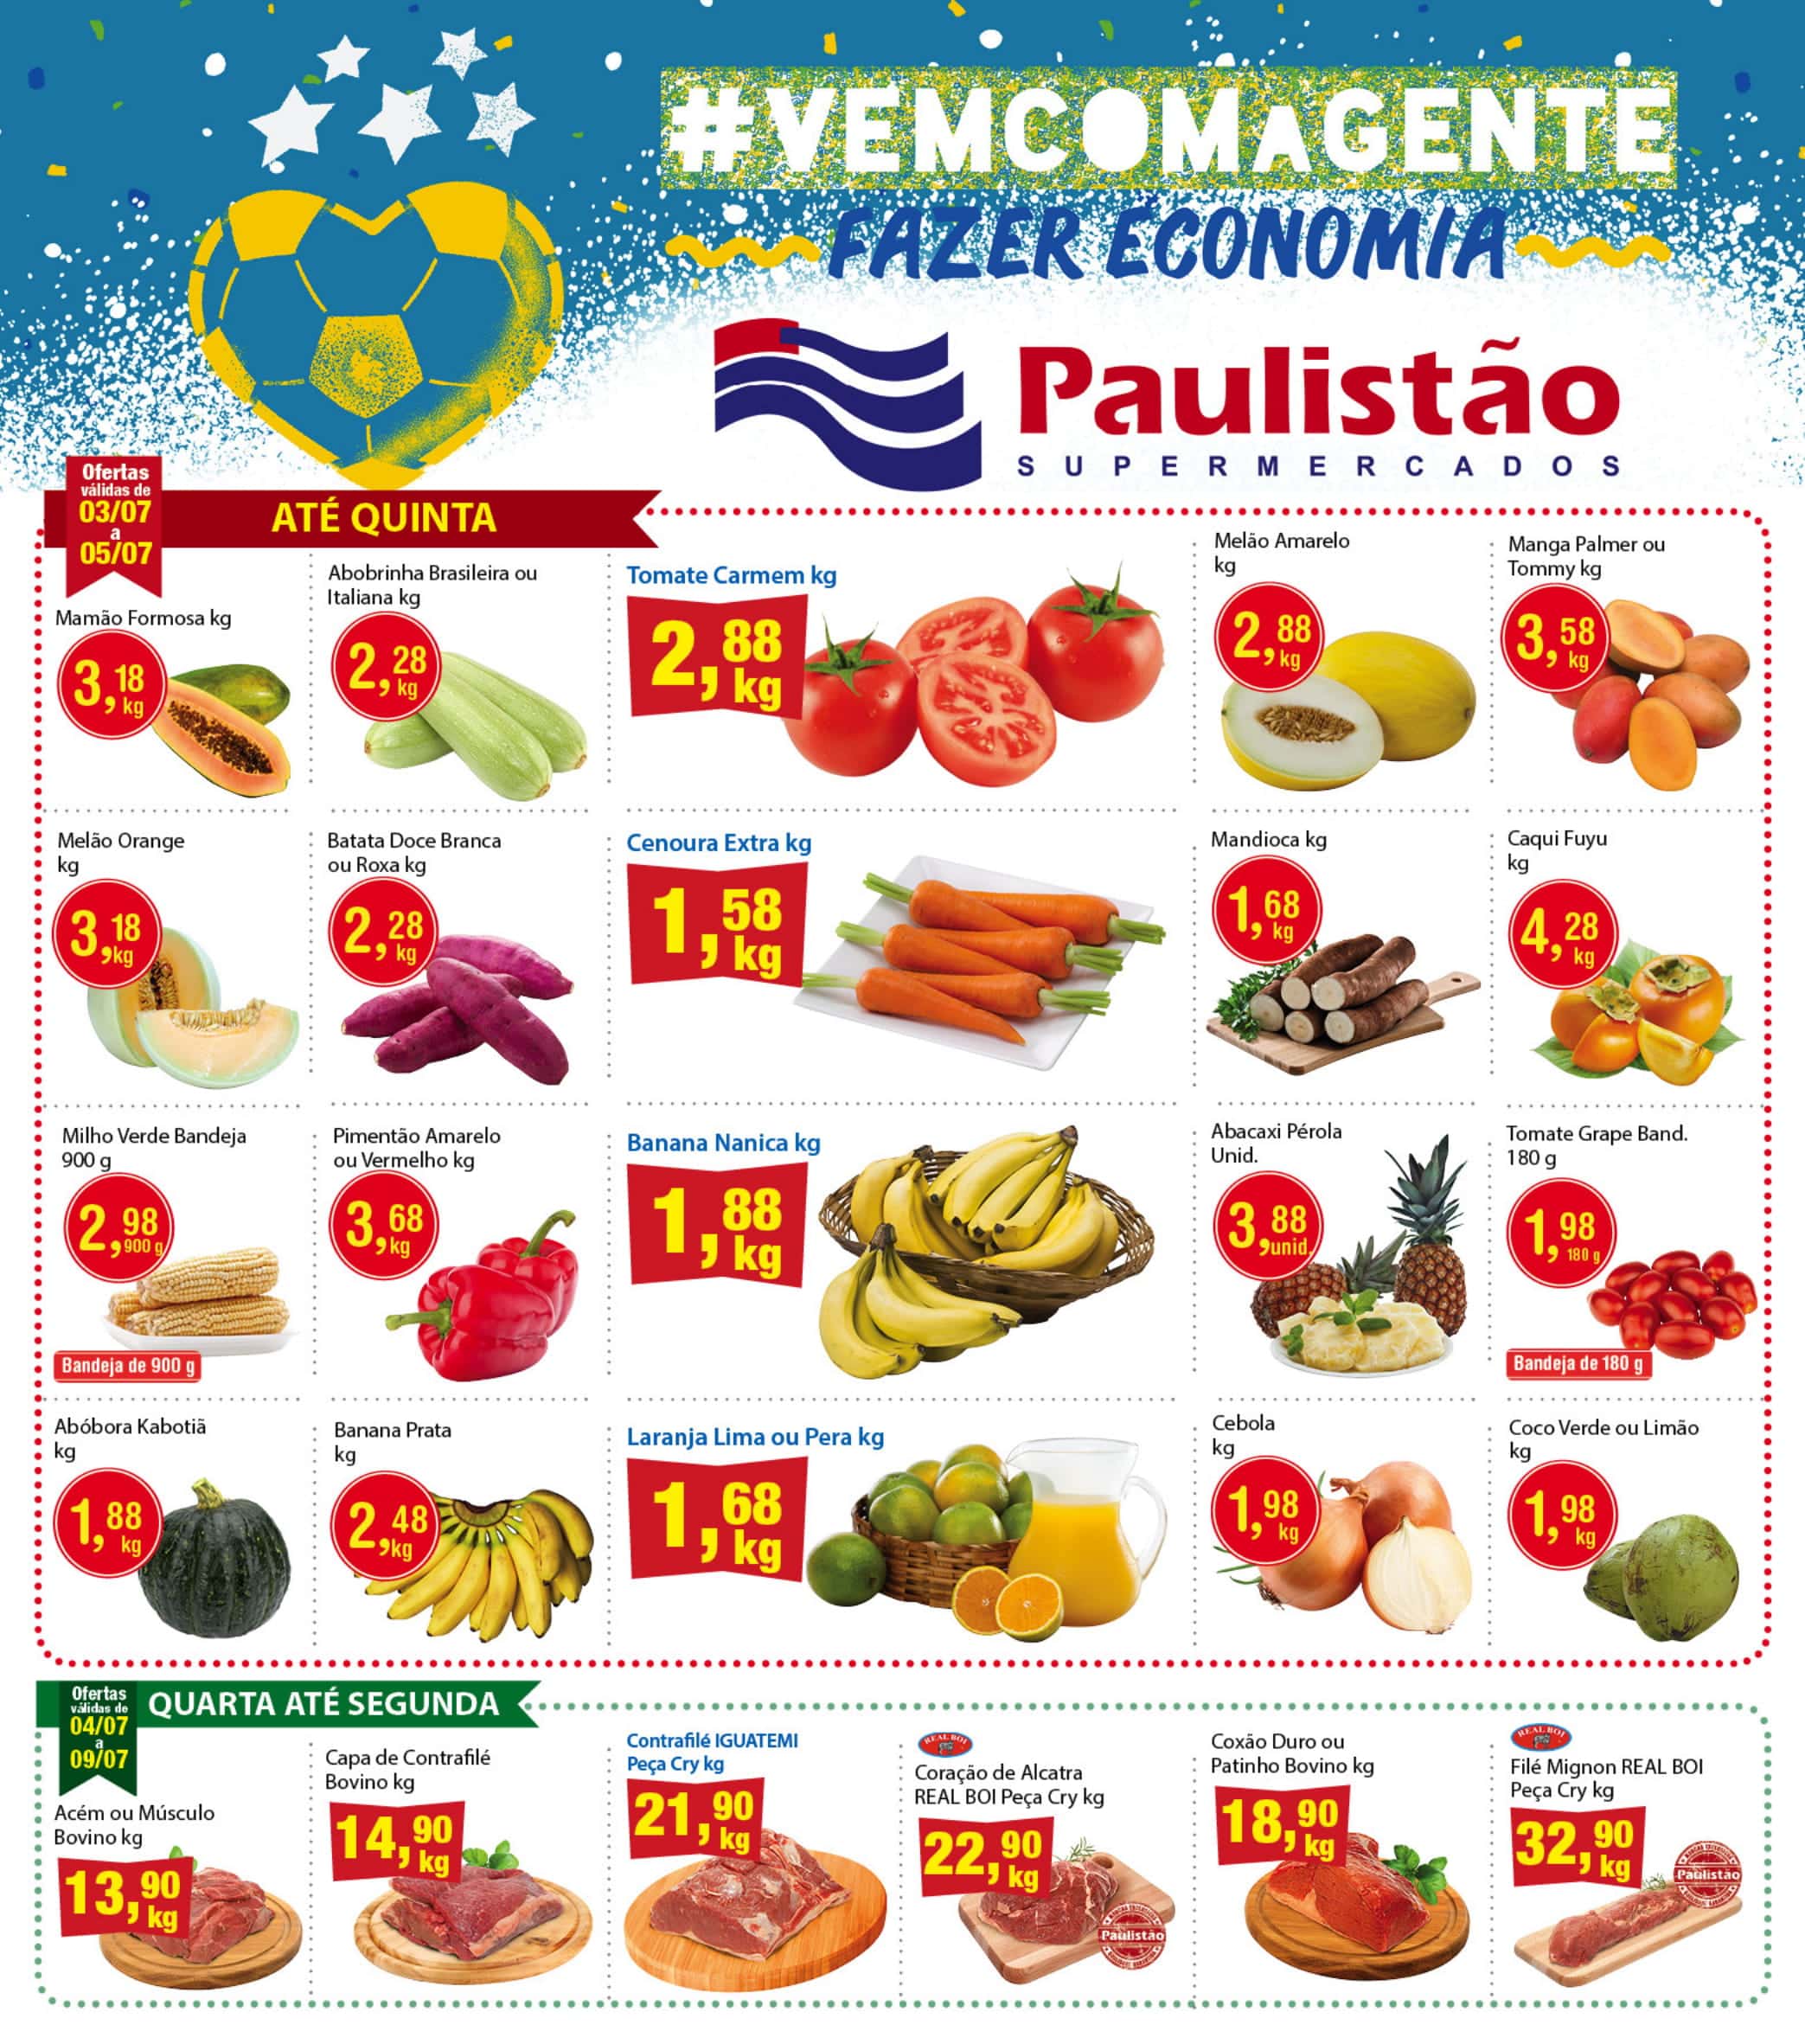 #VEMCOMAGENTE
FAZER ECONOMIA
Paulistão
SUPERMERCADOS
Ofertas
válidas de
03/07
a
05/07
ATÉ QUINTA
Mamão Formosa kg
3,18
kg
Abobrinha Brasileira ou
Italiana kg
2,28
kg
Tomate Carmem kg
2,88
kg
Melão Amarelo
kg
2,88
kg
Manga Palmer ou
Tommy kg
3,58
kg
Melão Orange
kg
3,18
kg
Batata Doce Branca
ou Roxa kg
2,28
kg
Cenoura Extra kg
1,58
kg
Mandioca kg
1,68
kg
Caqui Fuyu
kg
4,28
kg
Milho Verde Bandeja
900 g
2,98
900 g
Bandeja de 900 g
Pimentão Amarelo
ou Vermelho kg
3,68
kg
Banana Nanica kg
1,88
kg
Abacaxi Pérola
Unid.
3,88
unid.
Tomate Grape Band.
180 g
1,98
180 g
Bandeja de 180 g
Abóbora Kabotiã
kg
1,88
kg
Banana Prata
kg
2,48
kg
Laranja Lima ou Pera kg
1,68
kg
Cebola
kg
1,98
kg
Coco Verde ou Limão
kg
1,98
kg
Ofertas
válidas de
04/07
a
09/07
QUARTA ATÉ SEGUNDA
Acém ou Músculo
Bovino kg
13,90
kg
Capa de Contrafilé
Bovino kg
14,90
kg
Contrafilé IGUATEMI
Peça Cry kg
21,90
kg
REAL BOI
Coração de Alcatra
REAL BOI Peça Cry kg
22,90
kg
Paulistão
Coxão Duro ou
Patinho Bovino kg
18,90
kg
REAL BOI
Filé Mignon REAL BOI
Peça Cry kg
32,90
kg
Paulistão